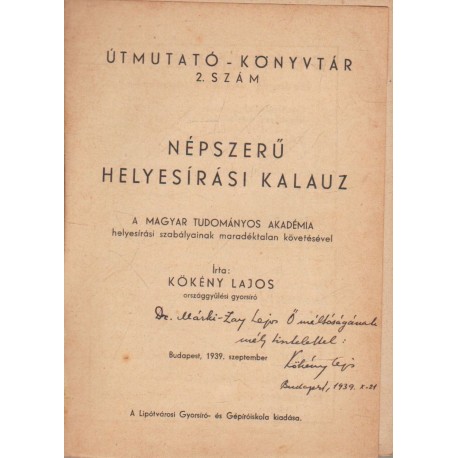 ÚTMUTATÓ - KÖNYVTÁR
2. SZÁM
NÉPSZERŰ
HELYESÍRÁSI KALAUZ
A MAGYAR TUDOMÁNYOS AKADÉMIA
helyesírási szabályainak maradéktalan követésével
Írta:
KÖKÉNY LAJOS
országgyűlési gyorsíró
Dr. Márki-Zay Lajos Ő méltóságának
mély tisztelettel:
Budapest, 1939. szeptember
Kökény Lajos
Budapest, 1939. X-21
A Lipótvárosi Gyorsíró- és Gépíróiskola kiadása.